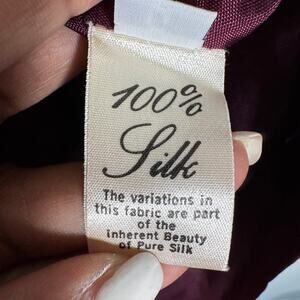 100%
Silk
The variations in
this fabric are part
of the
Inherent Beauty
of Pure Silk